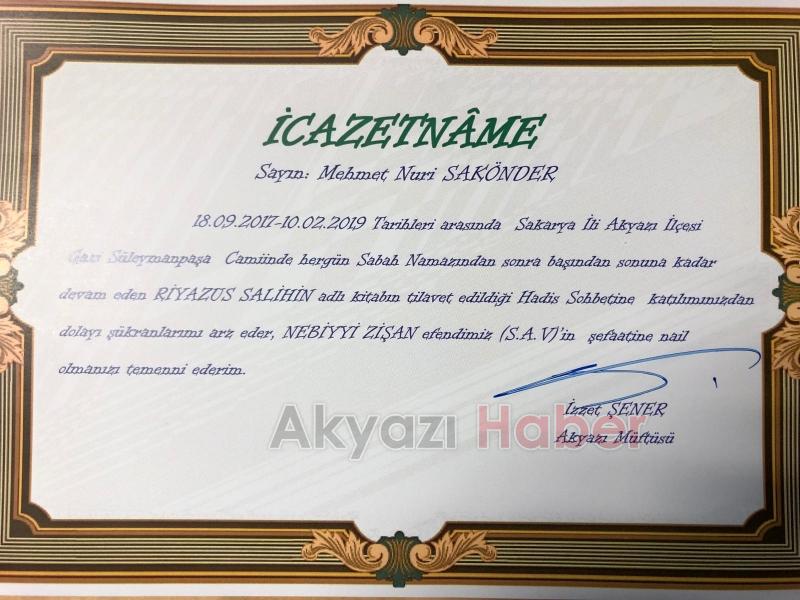 İCAZETNÂME
Sayın: Mehmet Nuri SAKÖNDER
18.09.2017-10.02.2019 Tarihleri arasında Sakarya İli Akyazı İlçesi
Gazi Süleymanpaşa Camiinde hergün Sabah Namazından sonra başından sonuna kadar
devam eden RİYAZUS SALİHİN adlı kitabın tilavet edildiği Hadis Sohbetine katılımınızdan
dolayı şükranlarımı arz eder, NEBİYYİ ZİŞAN efendimiz (S.A.V)'in şefaatine nail
olmanızı temenni ederim.
İzzet ŞENER
Akyazı Müftüsü
Akyazı Haber